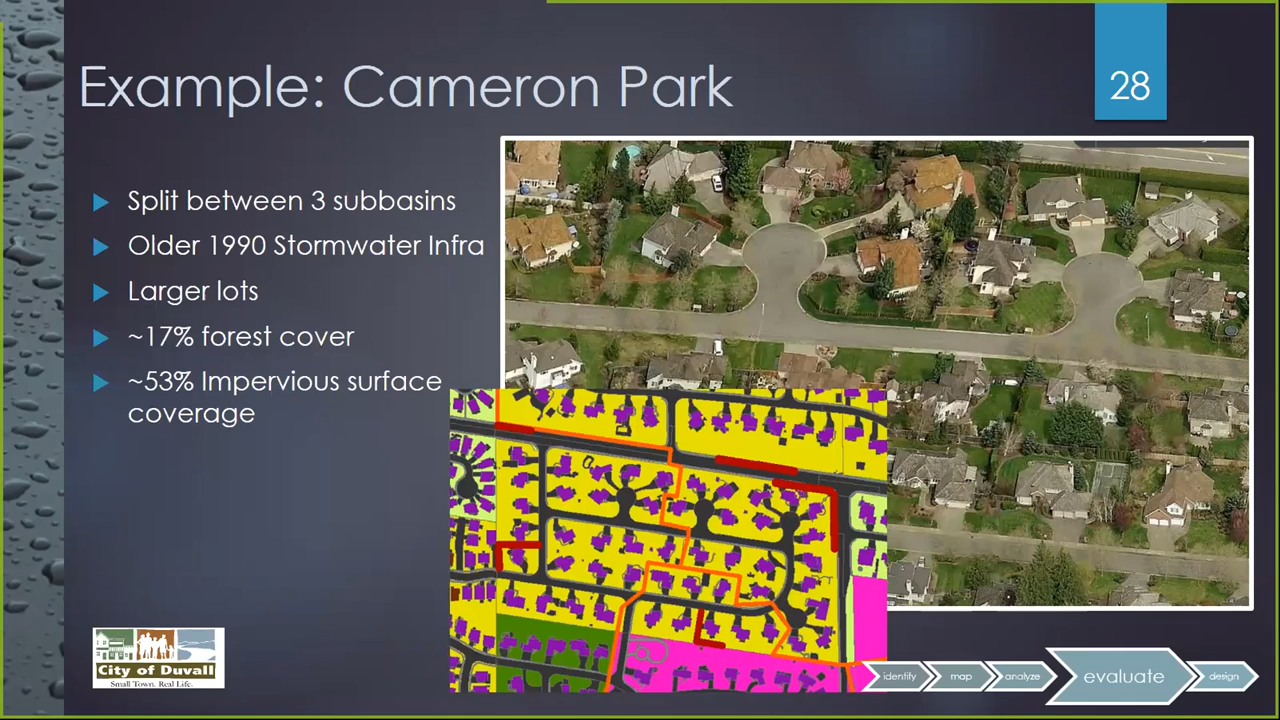 Example: Cameron Park
28
Split between 3 subbasins
Older 1990 Stormwater Infra
Larger lots
~17% forest cover
~53% Impervious surface
coverage
City of Duvall
Small Town. Real Life.
identify
map
analyze
evaluate
design